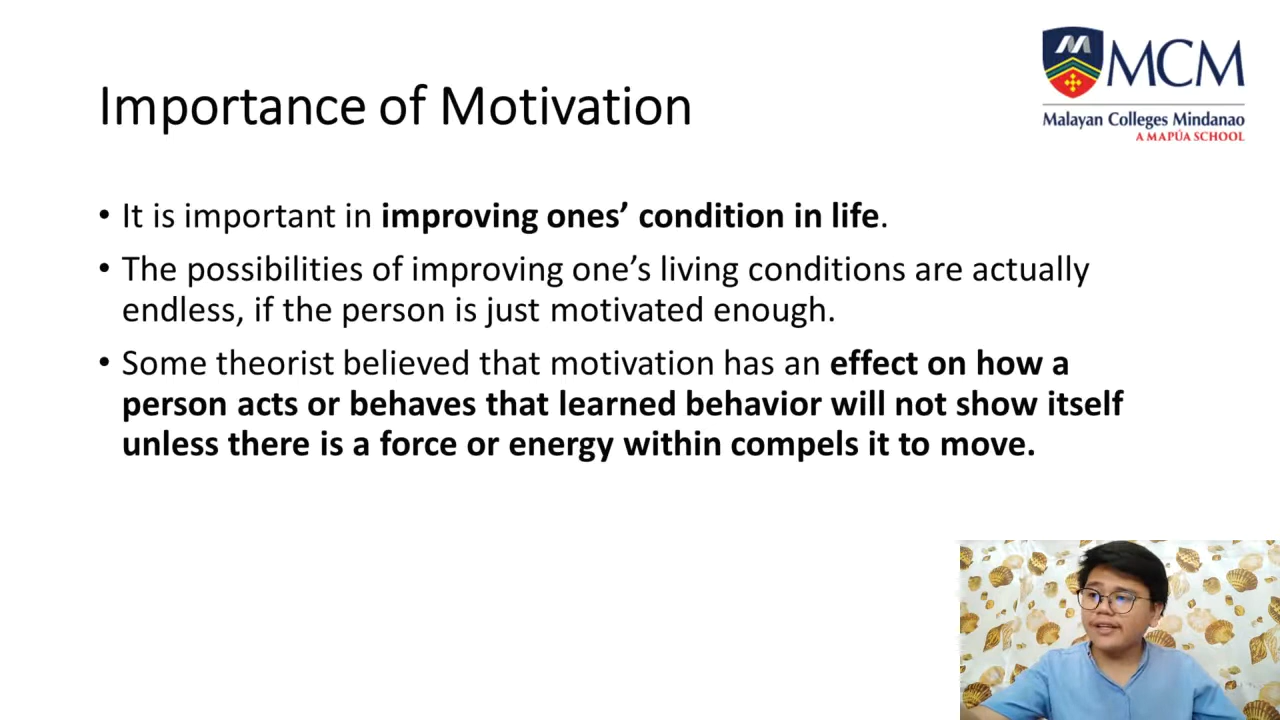 MCM
Malayan Colleges Mindanao
A MAPÚA SCHOOL
Importance of Motivation
• It is important in improving ones’ condition in life.
• The possibilities of improving one’s living conditions are actually
endless, if the person is just motivated enough.
• Some theorist believed that motivation has an effect on how a
person acts or behaves that learned behavior will not show itself
unless there is a force or energy within compels it to move.